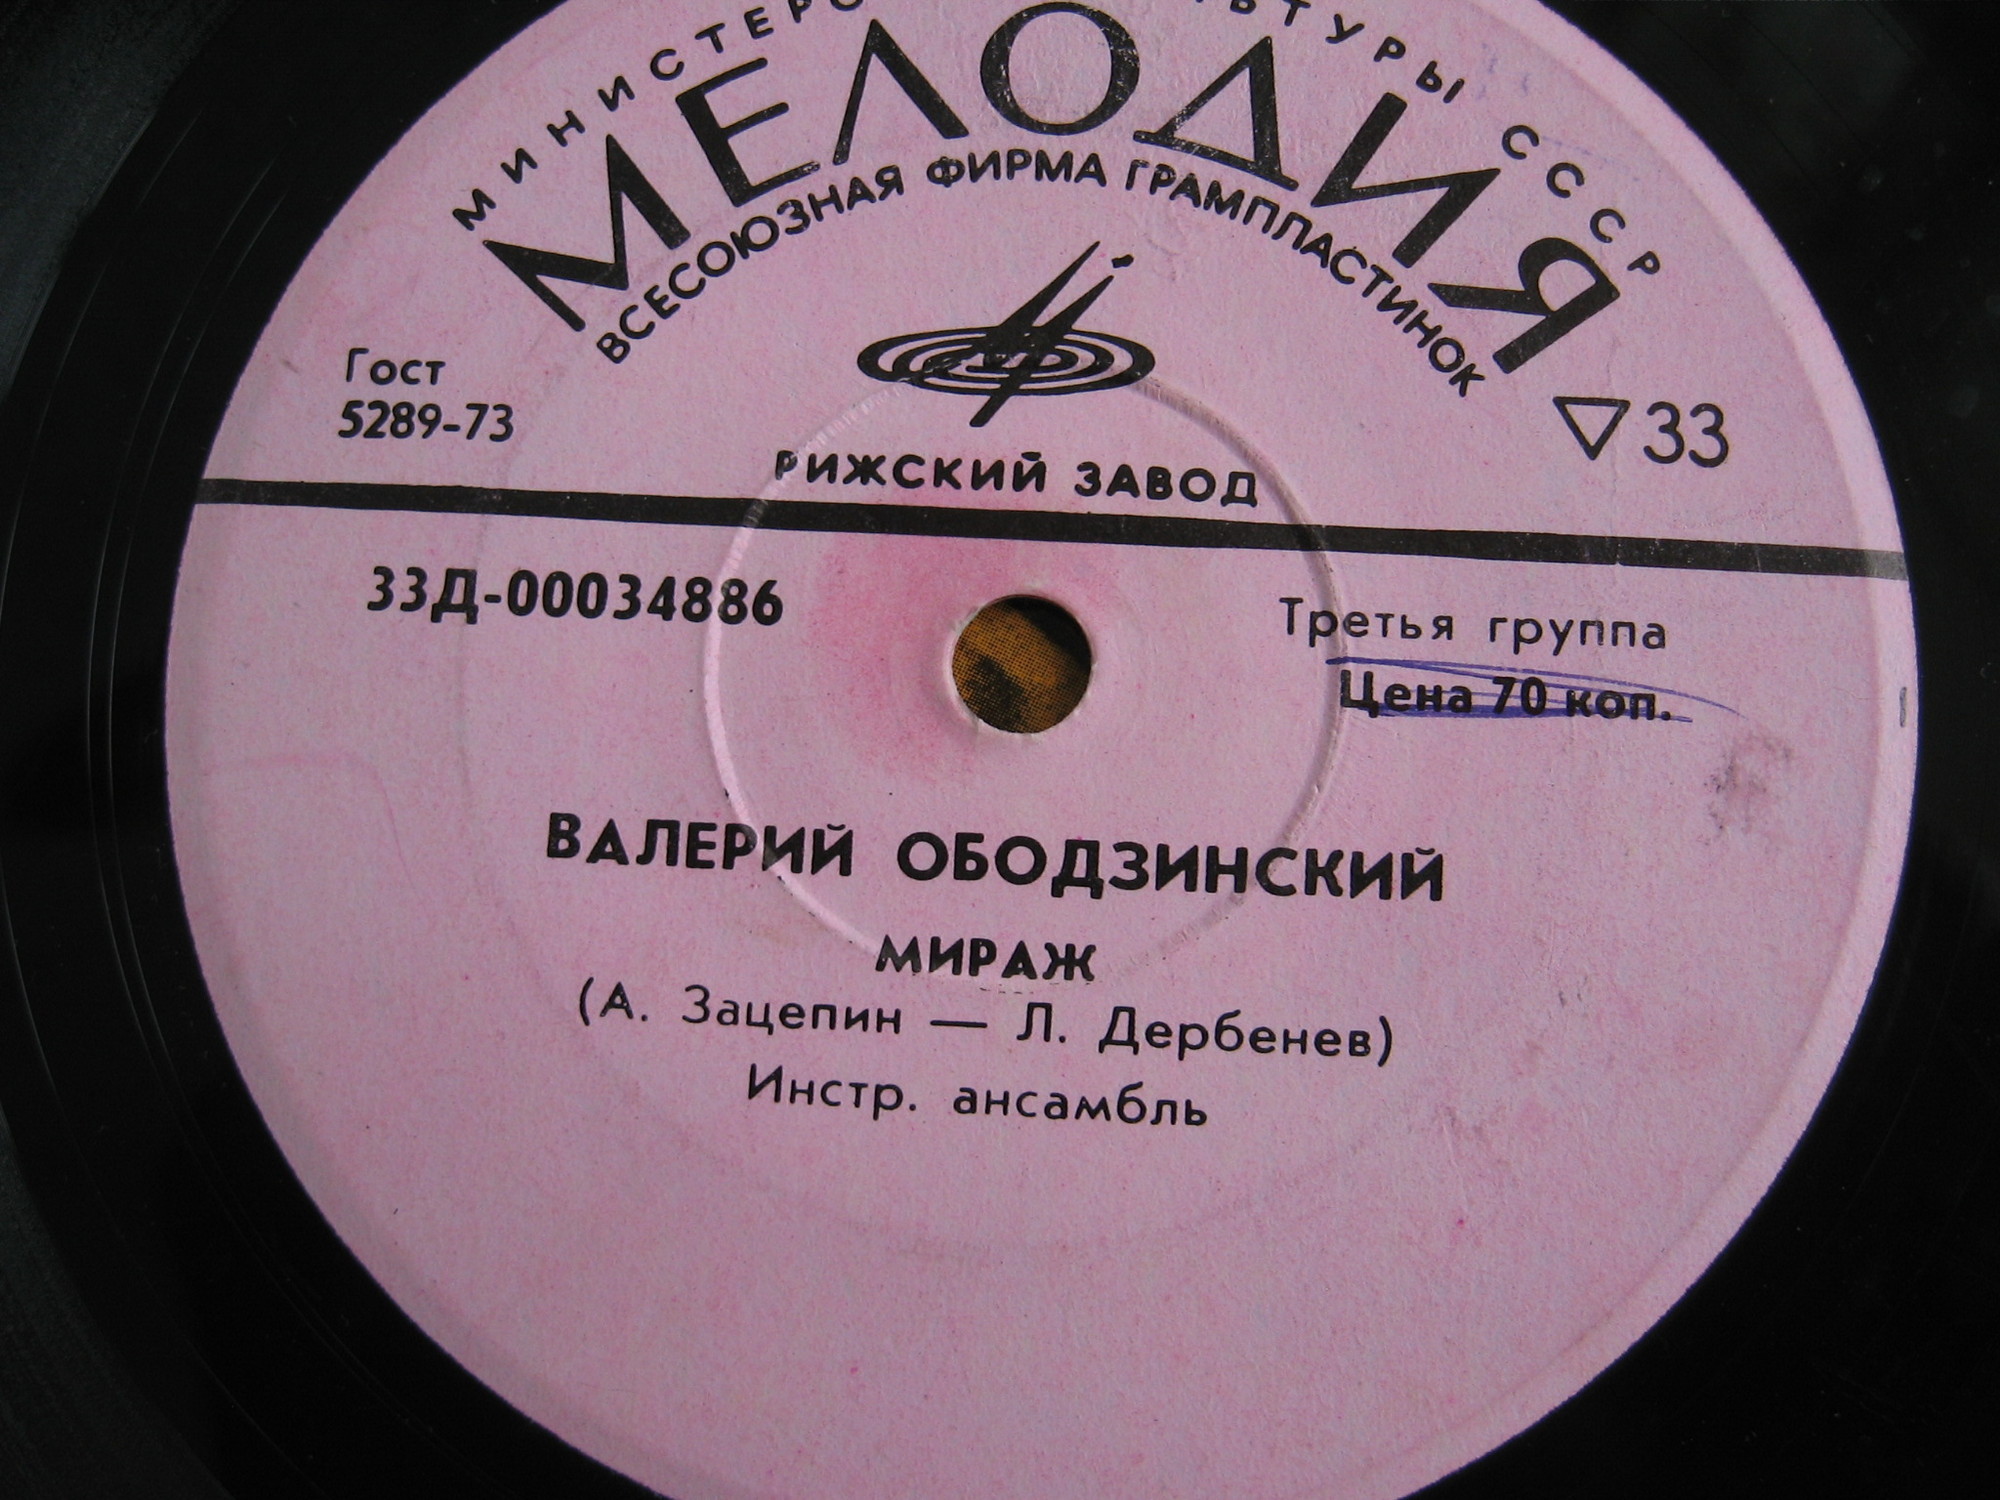 СССР
МЕЛОДИЯ
ВСЕСОЮЗНАЯ ФИРМА ГРАМПЛАСТИНОК
Гост
5289-73
▽33
РИЖСКИЙ ЗАВОД
33Д-00034886
Третья группа
Цена 70 коп.
ВАЛЕРИЙ ОБОДЗИНСКИЙ
МИРАЖ
(А. Зацепин — Л. Дербенев)
Инстр. ансамбль